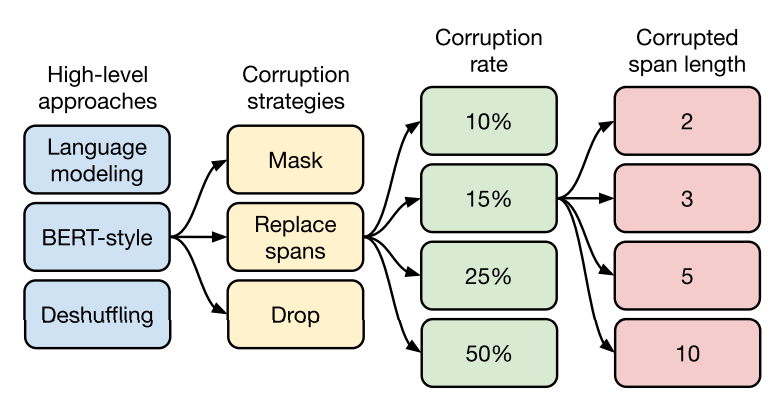 High-level
approaches
Language
modeling
BERT-style
Deshuffling
Corruption
strategies
Mask
Replace
spans
Drop
Corruption
rate
10%
15%
25%
50%
Corrupted
span length
2
3
5
10